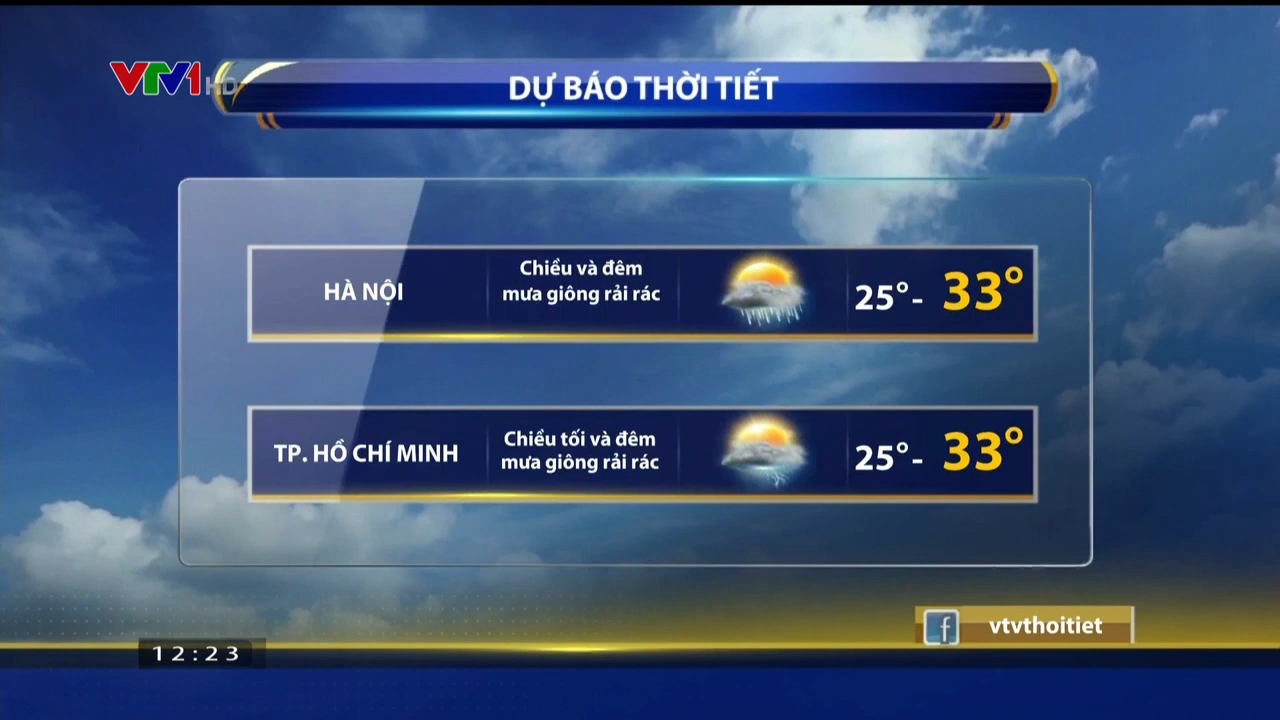 VTV1 HD
DỰ BÁO THỜI TIẾT
HÀ NỘI
Chiều và đêm
mưa giông rải rác
25°- 33°
TP. HỒ CHÍ MINH
Chiều tối và đêm
mưa giông rải rác
25°- 33°
f vtvthoitiet
12:23